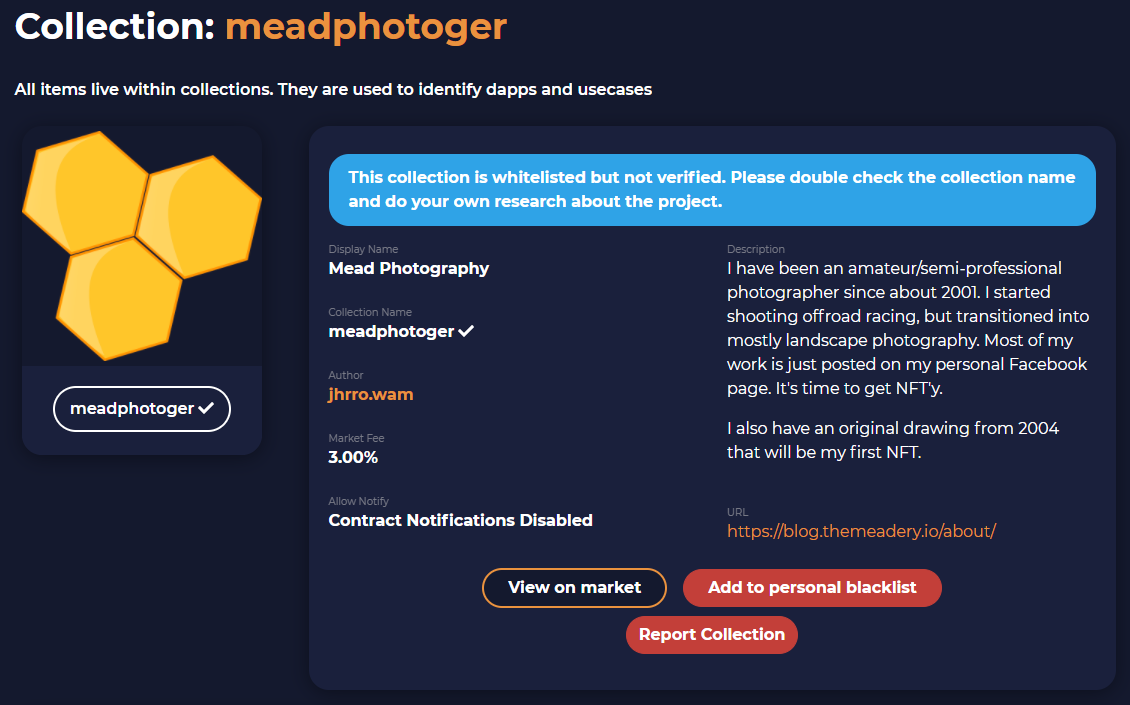 Collection: meadphotoger
All items live within collections. They are used to identify dapps and usecases
meadphotoger
This collection is whitelisted but not verified. Please double check the collection name
and do your own research about the project.
Display Name
Mead Photography
Collection Name
meadphotoger
Author
jhrro.wam
Market Fee
3.00%
Allow Notify
Contract Notifications Disabled
Description
I have been an amateur/semi-professional
photographer since about 2001. I started
shooting offroad racing, but transitioned into
mostly landscape photography. Most of my
work is just posted on my personal Facebook
page. It's time to get NFT'y.
I also have an original drawing from 2004
that will be my first NFT.
URL
https://blog.themeadery.io/about/
View on market
Add to personal blacklist
Report Collection